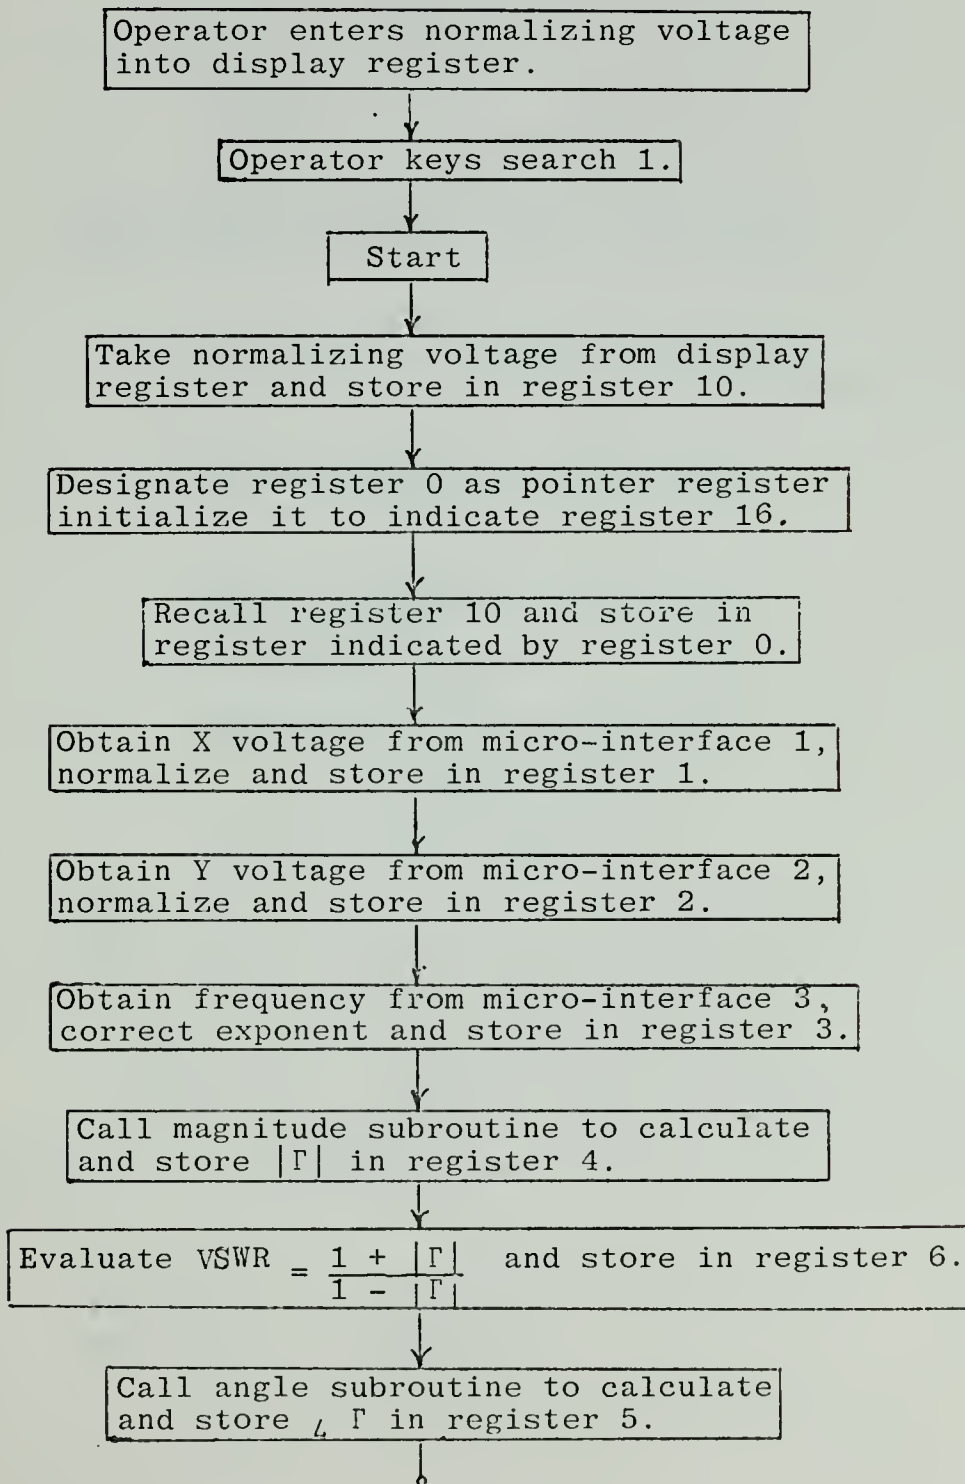 Operator enters normalizing voltage
into display register.
Operator keys search 1.
Start
Take normalizing voltage from display
register and store in register 10.
Designate register 0 as pointer register
initialize it to indicate register 16.
Recall register 10 and store in
register indicated by register 0.
Obtain X voltage from micro-interface 1,
normalize and store in register 1.
Obtain Y voltage from micro-interface 2,
normalize and store in register 2.
Obtain frequency from micro-interface 3,
correct exponent and store in register 3.
Call magnitude subroutine to calculate
and store |Γ| in register 4.
Evaluate VSWR = 1 + |Γ| / 1 - |Γ| and store in register 6.
Call angle subroutine to calculate
and store ∠ Γ in register 5.